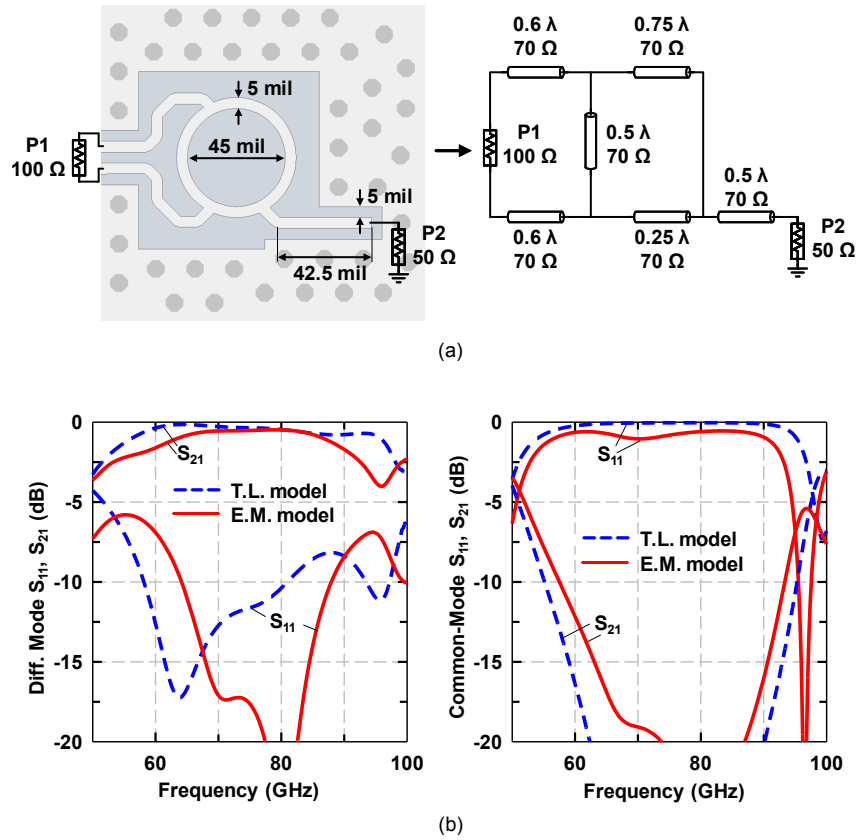 5 mil
45 mil
P1
100 Ω
5 mil
P2
50 Ω
42.5 mil
0.6 λ
70 Ω
0.75 λ
70 Ω
P1
100 Ω
0.5 λ
70 Ω
0.5 λ
70 Ω
0.6 λ
70 Ω
0.25 λ
70 Ω
P2
50 Ω
(a)
Diff. Mode S11, S21 (dB)
0
-5
-10
-15
-20
S21
T.L. model
E.M. model
S11
60
80
100
Frequency (GHz)
Common-Mode S11, S21 (dB)
0
-5
-10
-15
-20
S11
T.L. model
E.M. model
S21
60
80
100
Frequency (GHz)
(b)